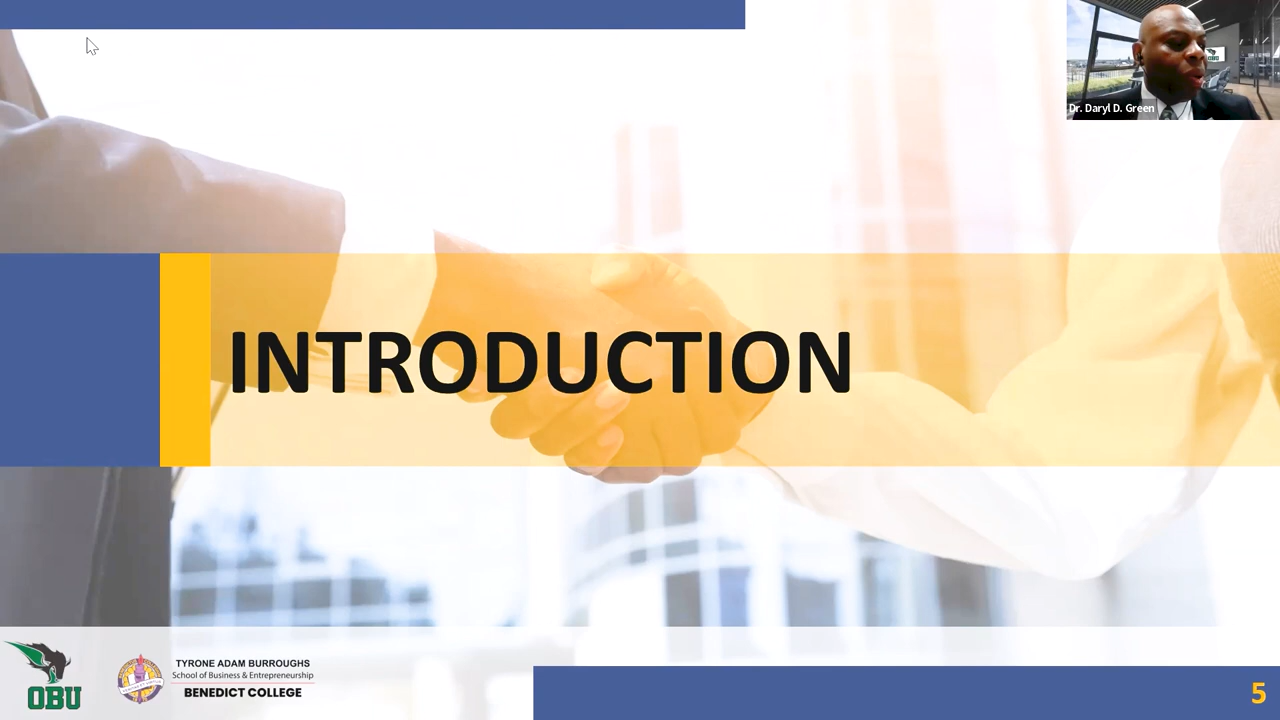 Dr. Daryl D. Green
INTRODUCTION
OBU
TYRONE ADAM BURROUGHS
School of Business & Entrepreneurship
BENEDICT COLLEGE
5